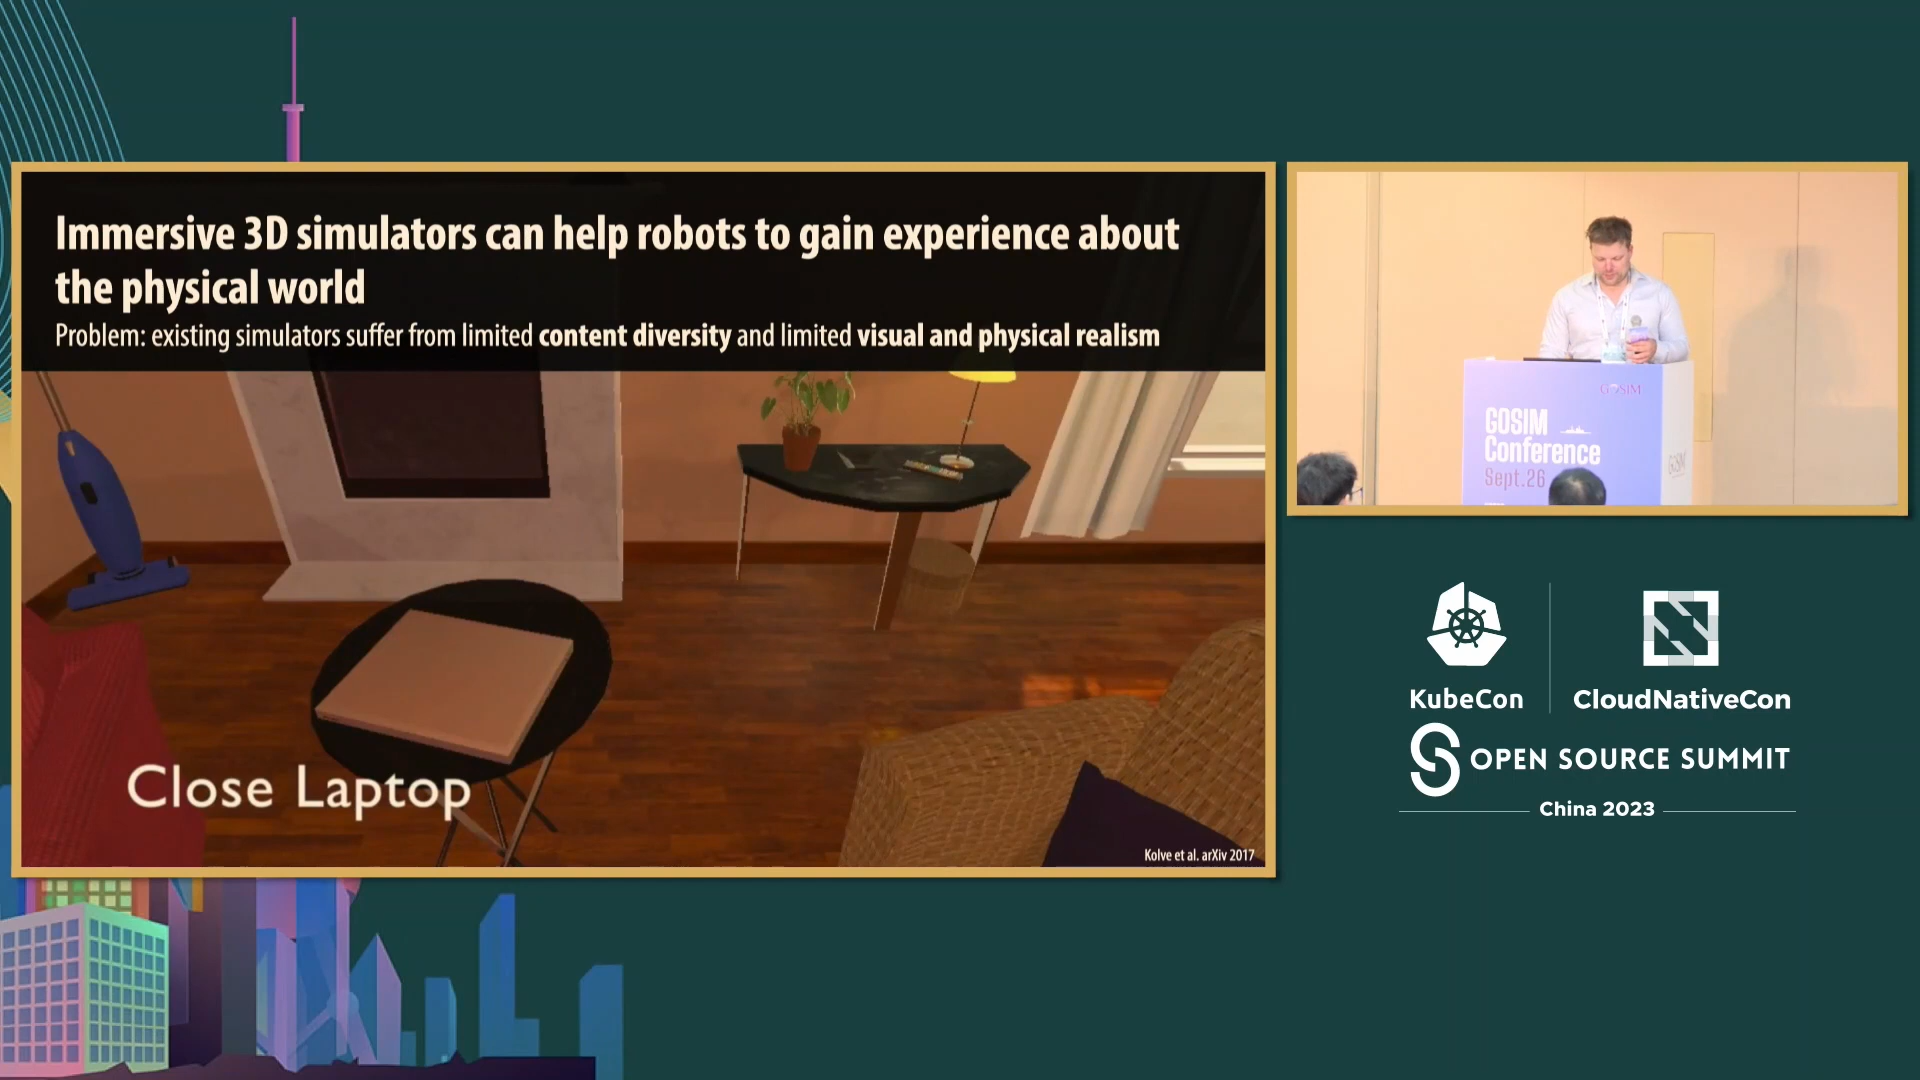 Immersive 3D simulators can help robots to gain experience about
the physical world
Problem: existing simulators suffer from limited content diversity and limited visual and physical realism
Close Laptop
Kolve et al. arXiv 2017
GOSIM
GOSIM
Conference
Sept.26
GOSIM
KubeCon
CloudNativeCon
OPEN SOURCE SUMMIT
China 2023